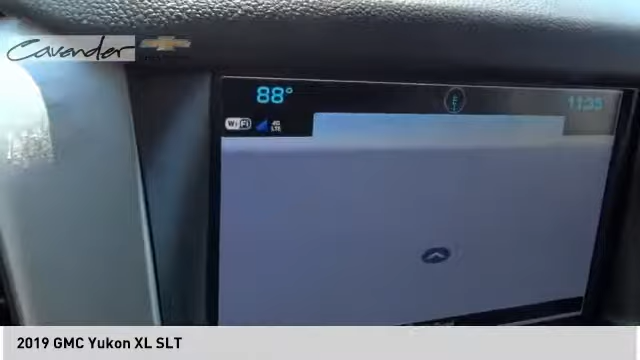 Cavender
88°
E
11:35
WiFi
4G
LTE
2019 GMC Yukon XL SLT